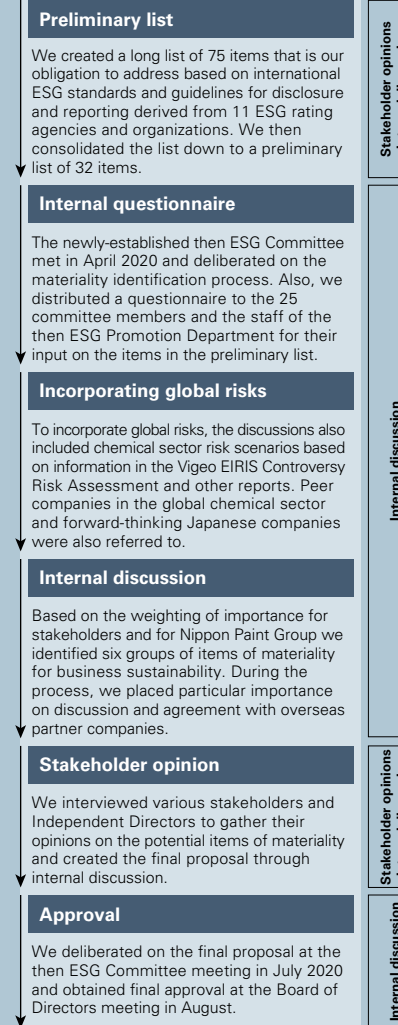 Preliminary list
We created a long list of 75 items that is our
obligation to address based on international
ESG standards and guidelines for disclosure
and reporting derived from 11 ESG rating
agencies and organizations. We then
consolidated the list down to a preliminary
list of 32 items.
Stakeholder opinions
Internal questionnaire
The newly-established then ESG Committee
met in April 2020 and deliberated on the
materiality identification process. Also, we
distributed a questionnaire to the 25
committee members and the staff of the
then ESG Promotion Department for their
input on the items in the preliminary list.
Incorporating global risks
To incorporate global risks, the discussions also
included chemical sector risk scenarios based
on information in the Vigeo EIRIS Controversy
Risk Assessment and other reports. Peer
companies in the global chemical sector
and forward-thinking Japanese companies
were also referred to.
Internal discussion
Based on the weighting of importance for
stakeholders and for Nippon Paint Group we
identified six groups of items of materiality
for business sustainability. During the
process, we placed particular importance
on discussion and agreement with overseas
partner companies.
Internal discussion
Stakeholder opinion
We interviewed various stakeholders and
Independent Directors to gather their
opinions on the potential items of materiality
and created the final proposal through
internal discussion.
Stakeholder opinions
Approval
We deliberated on the final proposal at the
then ESG Committee meeting in July 2020
and obtained final approval at the Board of
Directors meeting in August.
Internal discussion